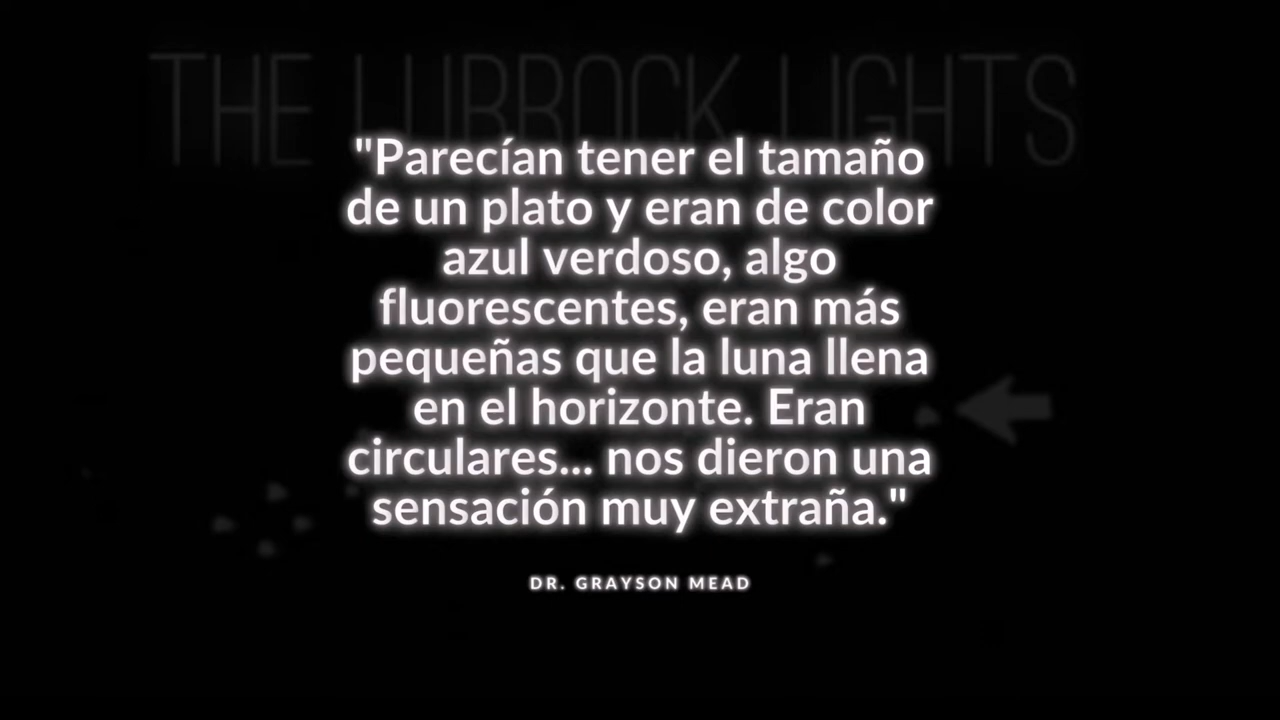 THE LUBBOCK LIGHTS
"Parecían tener el tamaño
de un plato y eran de color
azul verdoso, algo
fluorescentes, eran más
pequeñas que la luna llena
en el horizonte. Eran
circulares... nos dieron una
sensación muy extraña."
DR. GRAYSON MEAD